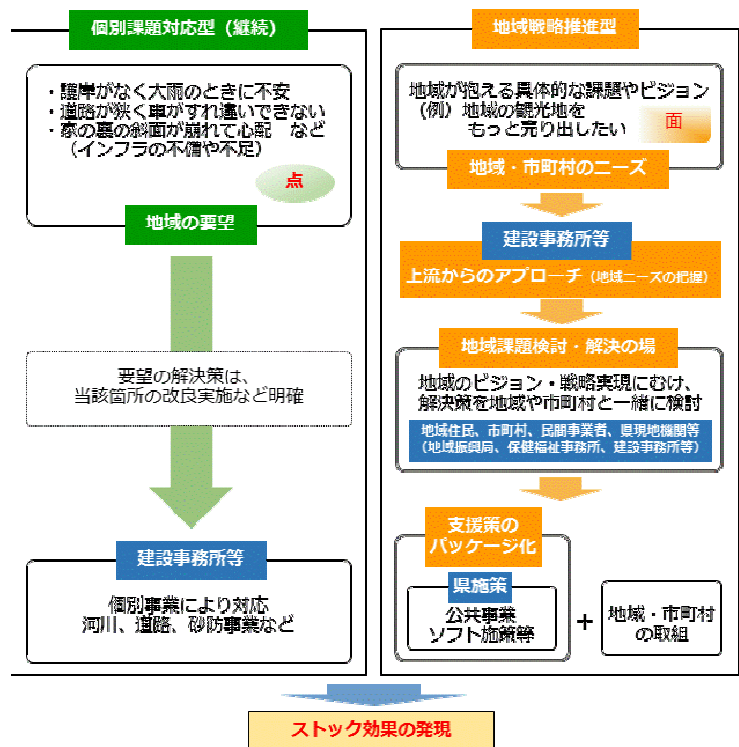 個別課題対応型（継続）
・護岸がなく大雨のときに不安
・道路が狭く車がすれ違いできない
・家の裏の斜面が崩れて心配　など
（インフラの不備や不足）
点
地域の要望
要望の解決策は、
当該箇所の改良実施など明確
建設事務所等
個別事業により対応
河川、道路、砂防事業など
地域戦略推進型
地域が抱える具体的な課題やビジョン
（例）地域の観光地を
もっと売り出したい
面
地域・市町村のニーズ
建設事務所等
上流からのアプローチ（地域ニーズの把握）
地域課題検討・解決の場
地域のビジョン・戦略実現にむけ、
解決策を地域や市町村と一緒に検討
地域住民、市町村、民間事業者、県現地機関等
（地域振興局、保健福祉事務所、建設事務所等）
支援策の
パッケージ化
県施策
公共事業
ソフト施策等
+
地域・市町村
の取組
ストック効果の発現